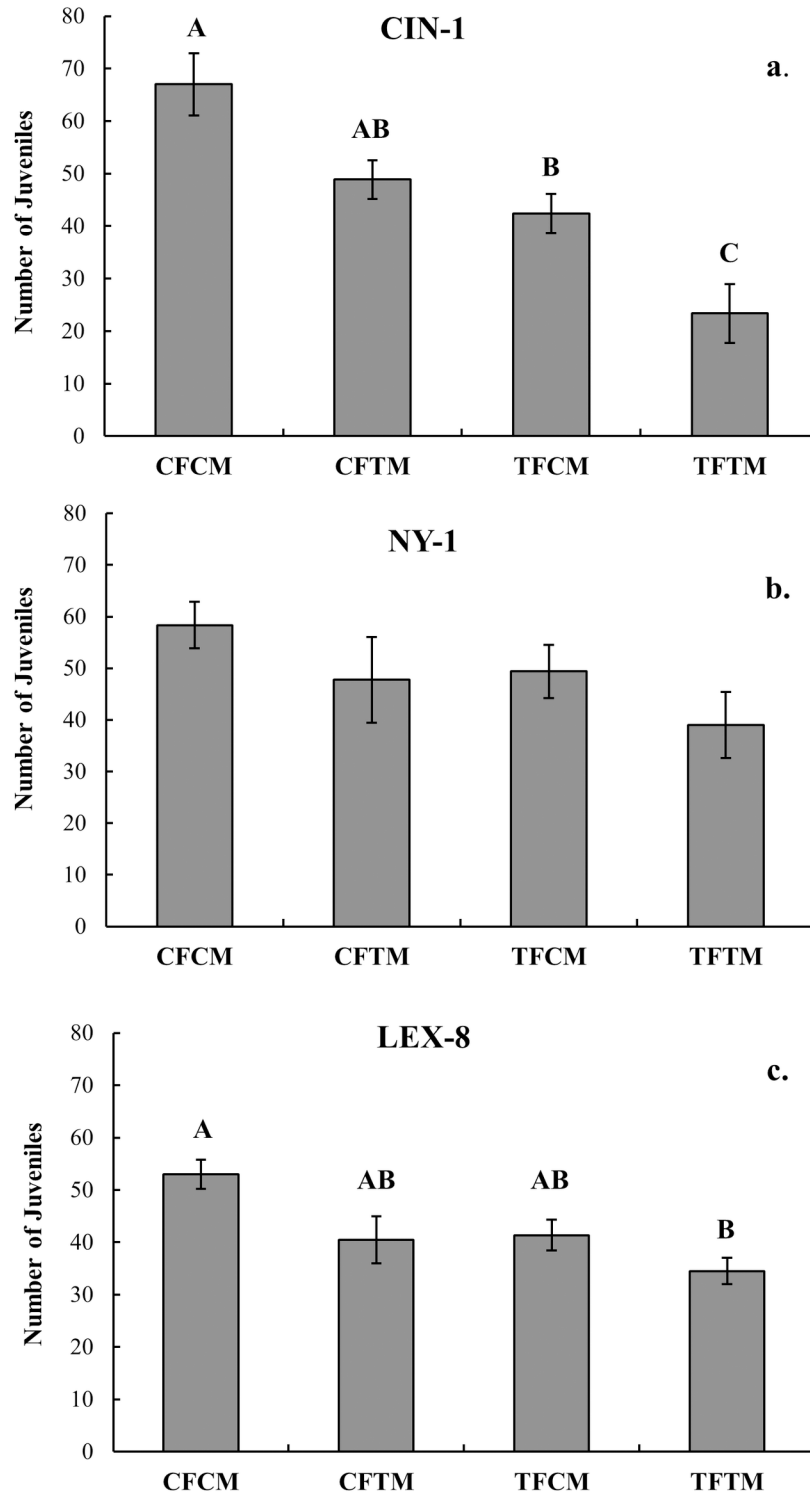 CIN-1
a.
Number of Juveniles
80
70
60
50
40
30
20
10
0
A
AB
B
C
CFCM CFTM TFCM TFTM
NY-1
b.
Number of Juveniles
80
70
60
50
40
30
20
10
0
CFCM CFTM TFCM TFTM
LEX-8
c.
Number of Juveniles
80
70
60
50
40
30
20
10
0
A
AB
AB
B
CFCM CFTM TFCM TFTM